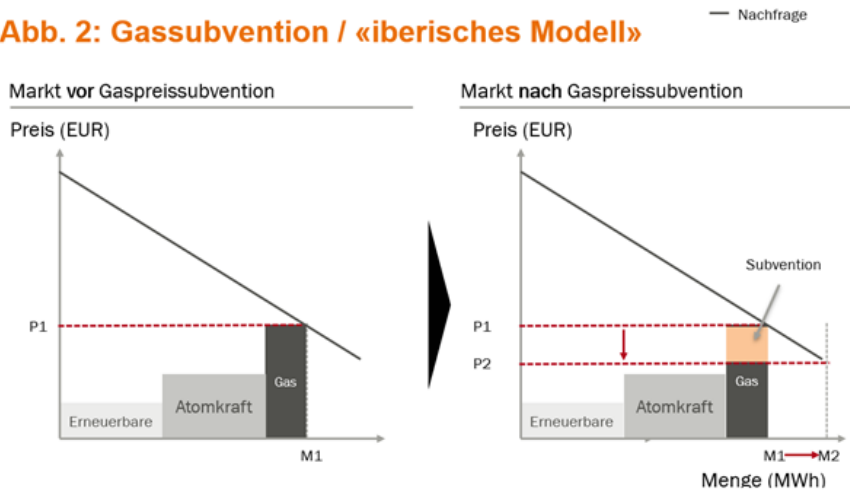 Abb. 2: Gassubvention / «iberisches Modell»
Nachfrage
Markt vor Gaspreissubvention
Preis (EUR)
P1
Erneuerbare
Atomkraft
Gas
M1
Markt nach Gaspreissubvention
Preis (EUR)
Subvention
P1
P2
Erneuerbare
Atomkraft
Gas
M1
M2
Menge (MWh)